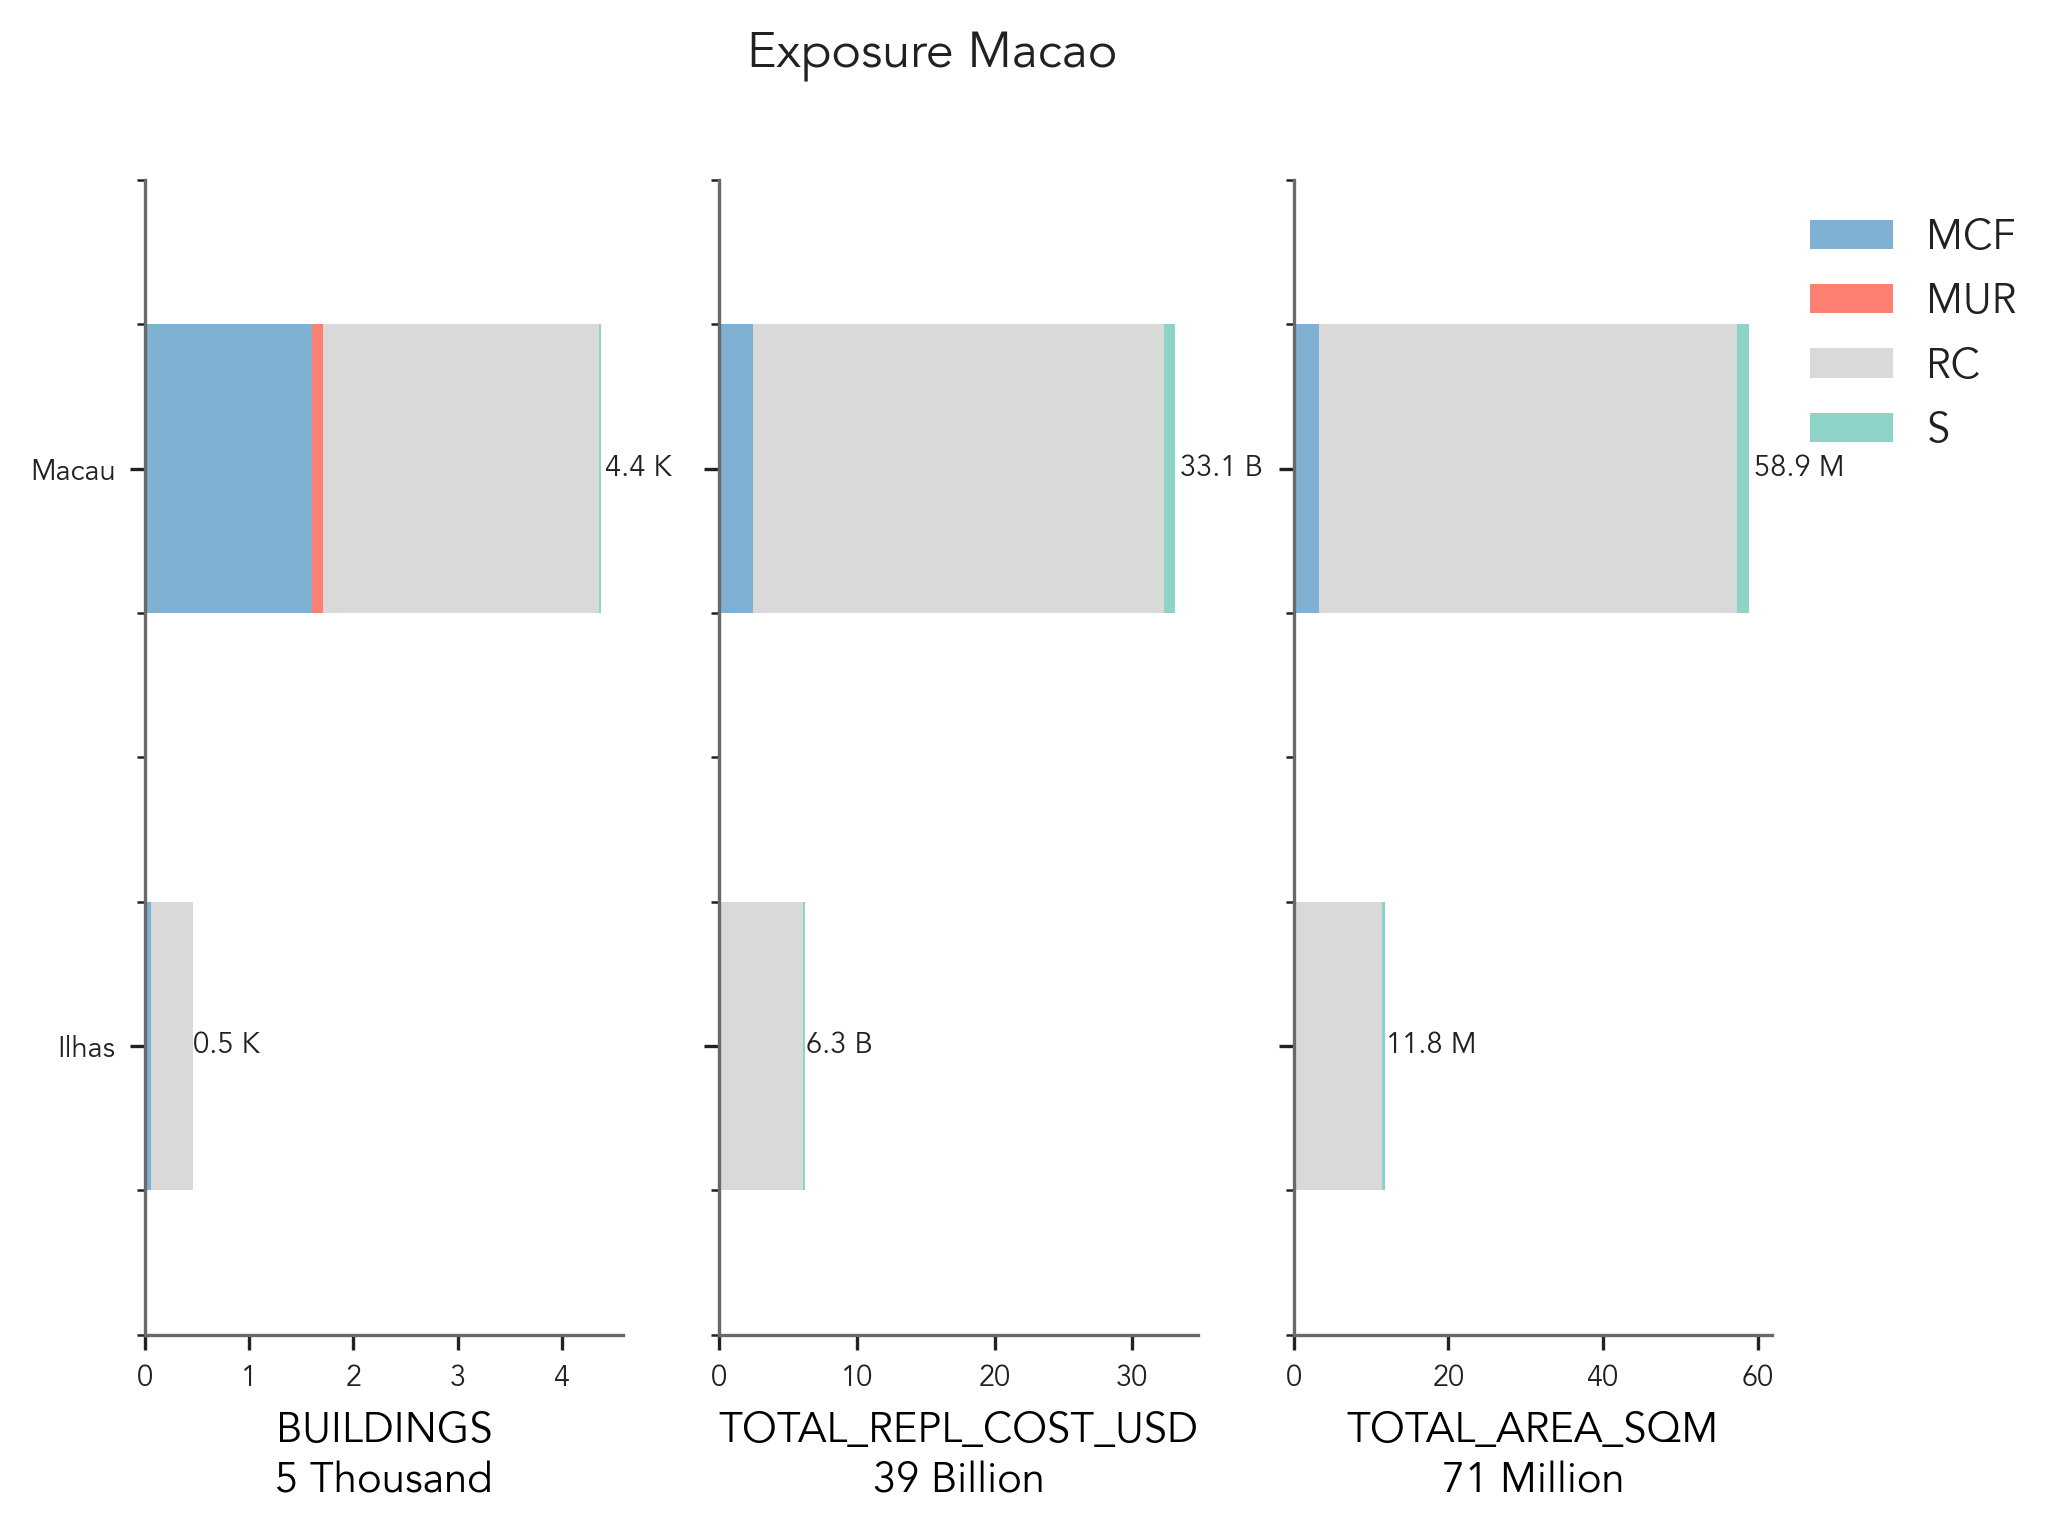 Exposure Macao
MCF
MUR
RC
S
Macau
4.4 K
33.1 B
58.9 M
Ilhas
0.5 K
6.3 B
11.8 M
0 1 2 3 4
0 10 20 30
0 20 40 60
BUILDINGS
5 Thousand
TOTAL_REPL_COST_USD
39 Billion
TOTAL_AREA_SQM
71 Million